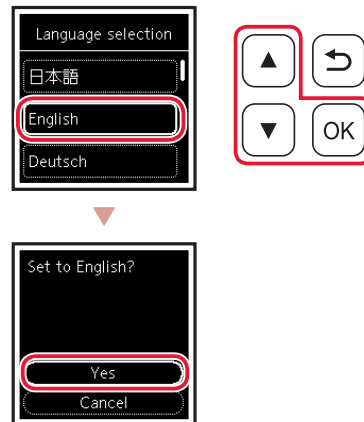 Language selection
日本語
English
Deutsch
OK
Set to English?
Yes
Cancel